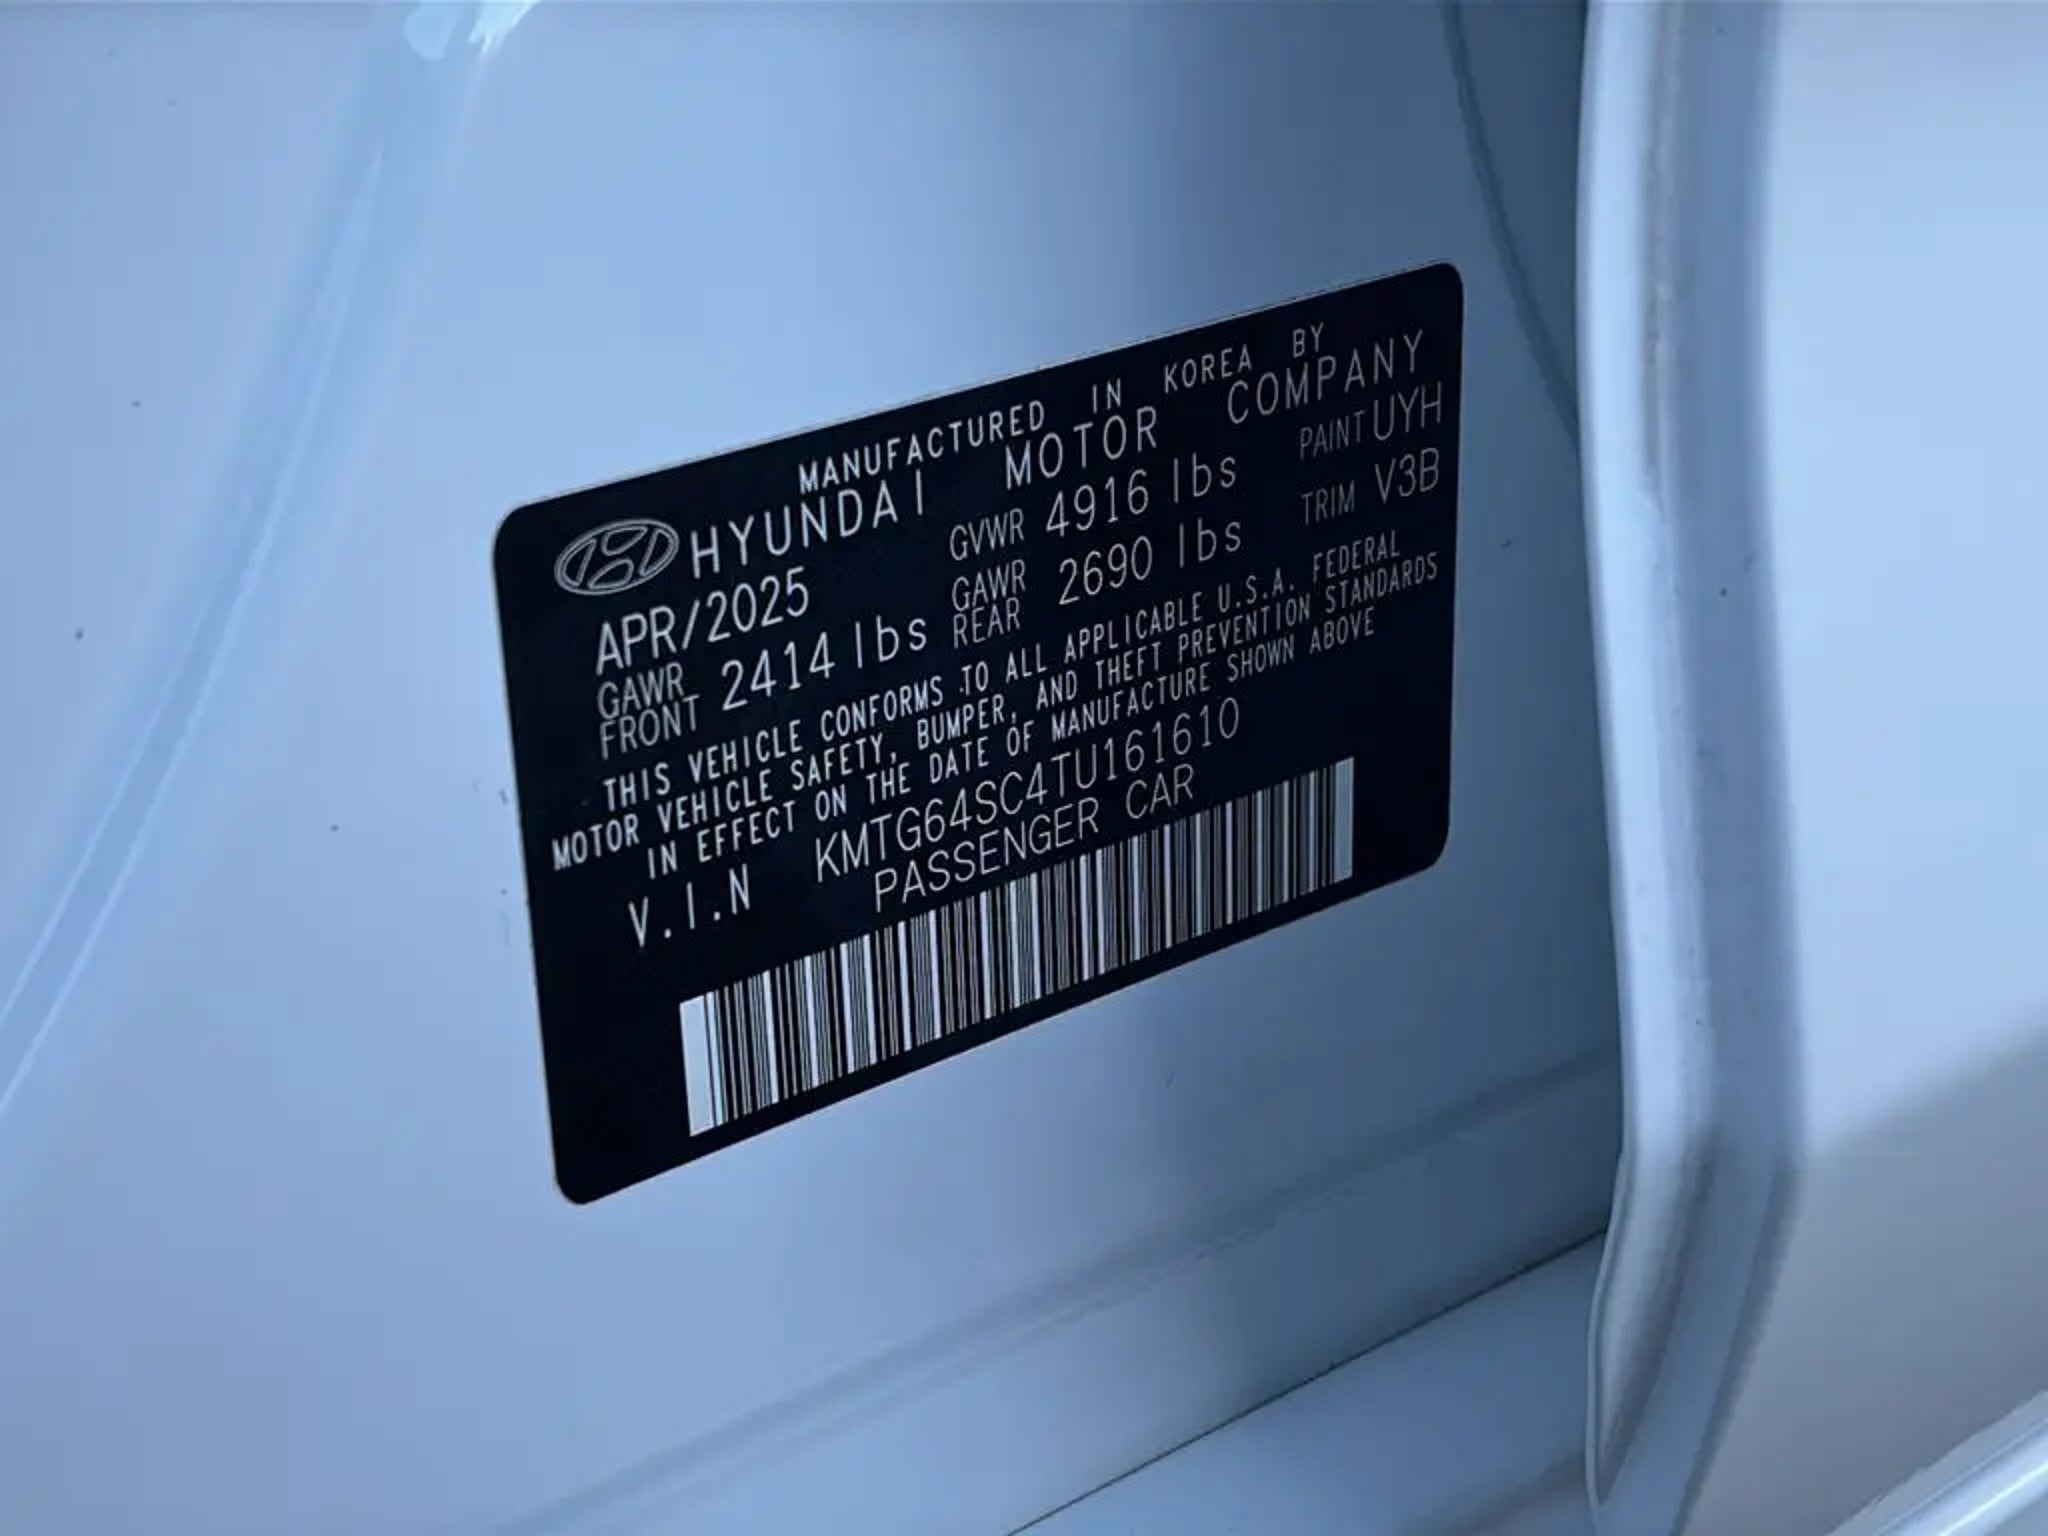 MANUFACTURED IN KOREA BY
HYUNDAI MOTOR COMPANY
APR/2025 GVWR 4916 lbs PAINT UYH
GAWR FRONT 2414 lbs GAWR REAR 2690 lbs TRIM V3B
THIS VEHICLE CONFORMS TO ALL APPLICABLE U.S.A. FEDERAL
MOTOR VEHICLE SAFETY, BUMPER, AND THEFT PREVENTION STANDARDS
IN EFFECT ON THE DATE OF MANUFACTURE SHOWN ABOVE
V.I.N KMTG64SC4TU161610
PASSENGER CAR